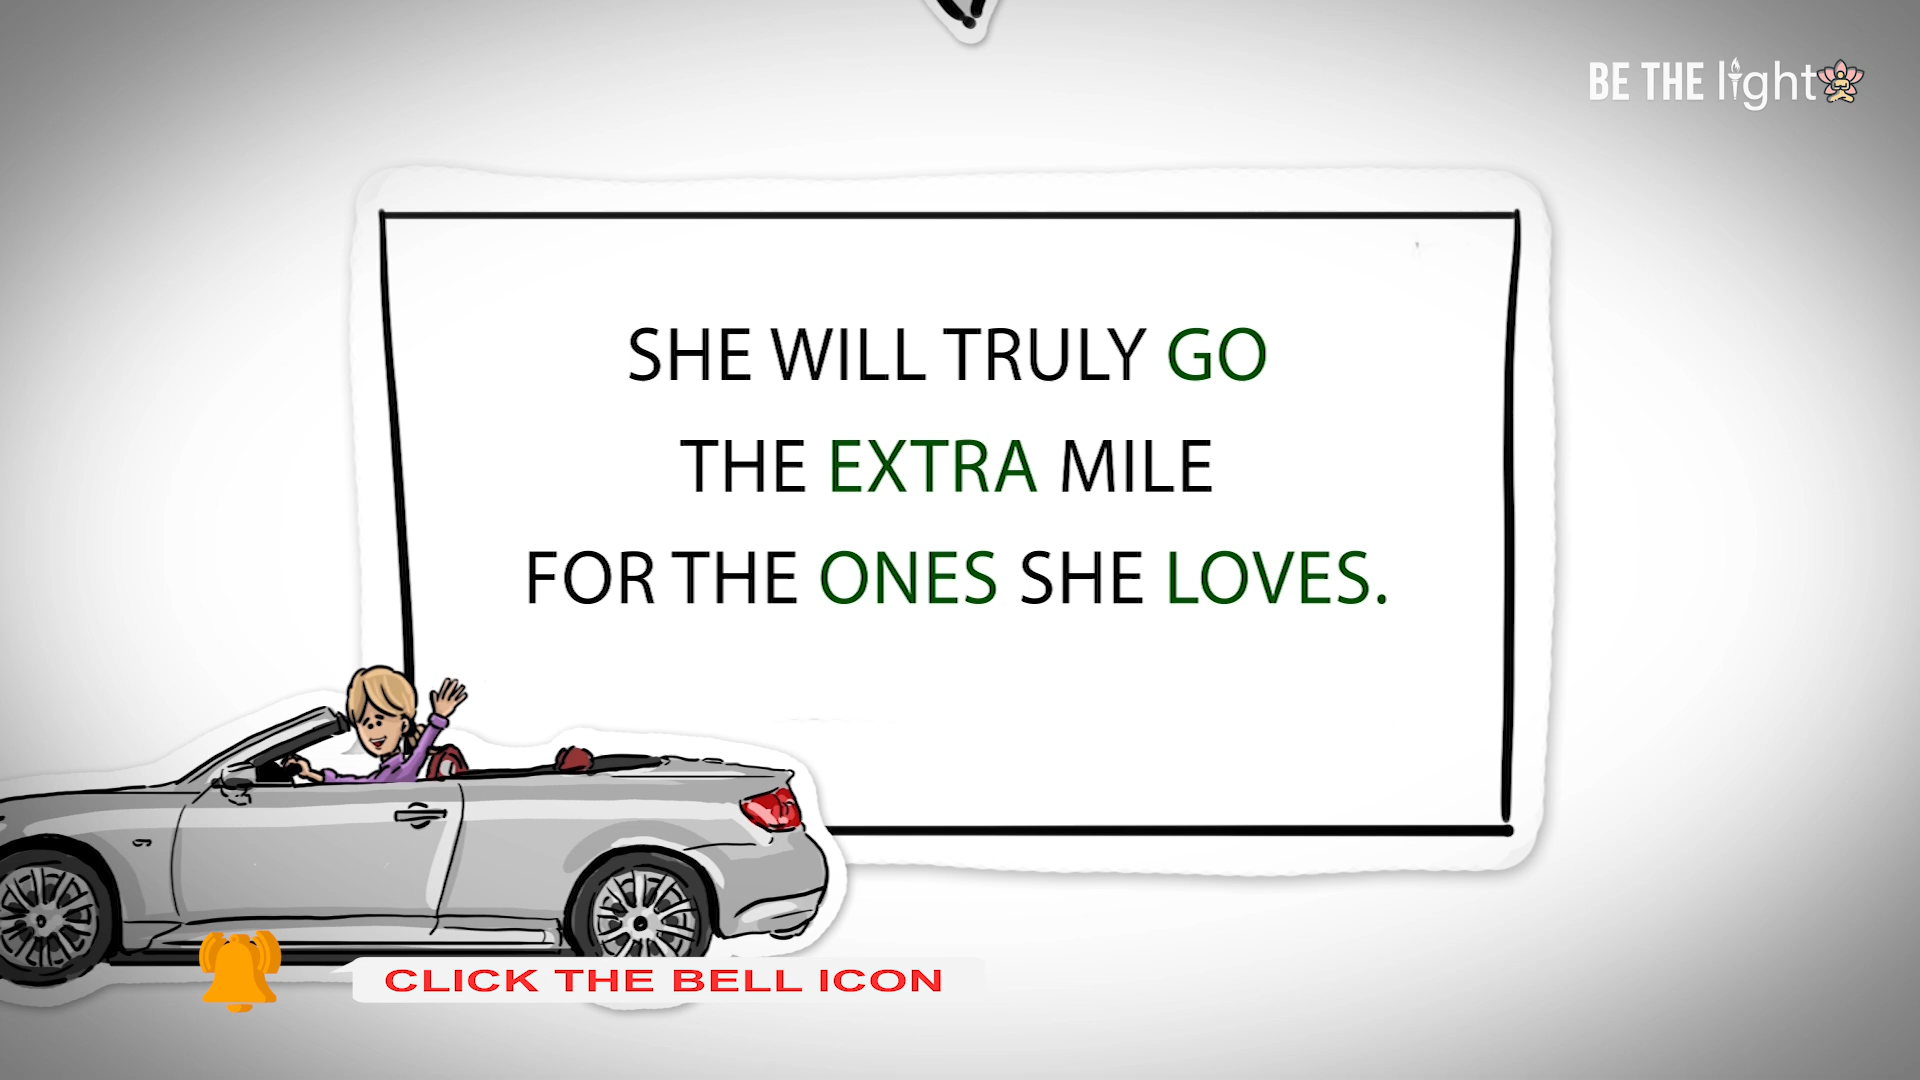 BE THE light
SHE WILL TRULY GO
THE EXTRA MILE
FOR THE ONES SHE LOVES.
CLICK THE BELL ICON